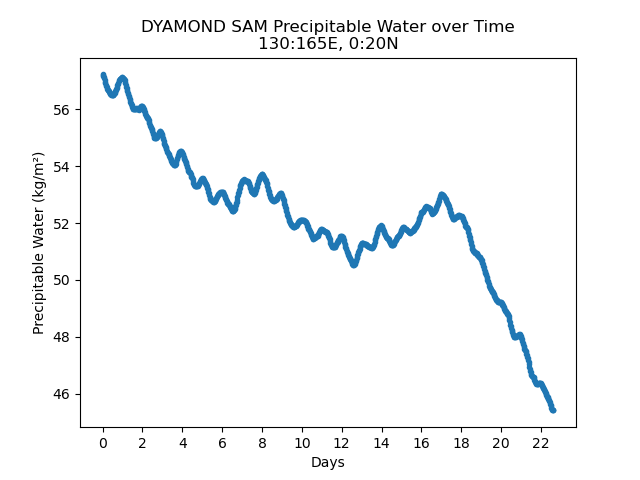 DYAMOND SAM Precipitable Water over Time
130:165E, 0:20N
Precipitable Water (kg/m²)
56
54
52
50
48
46
0 2 4 6 8 10 12 14 16 18 20 22
Days